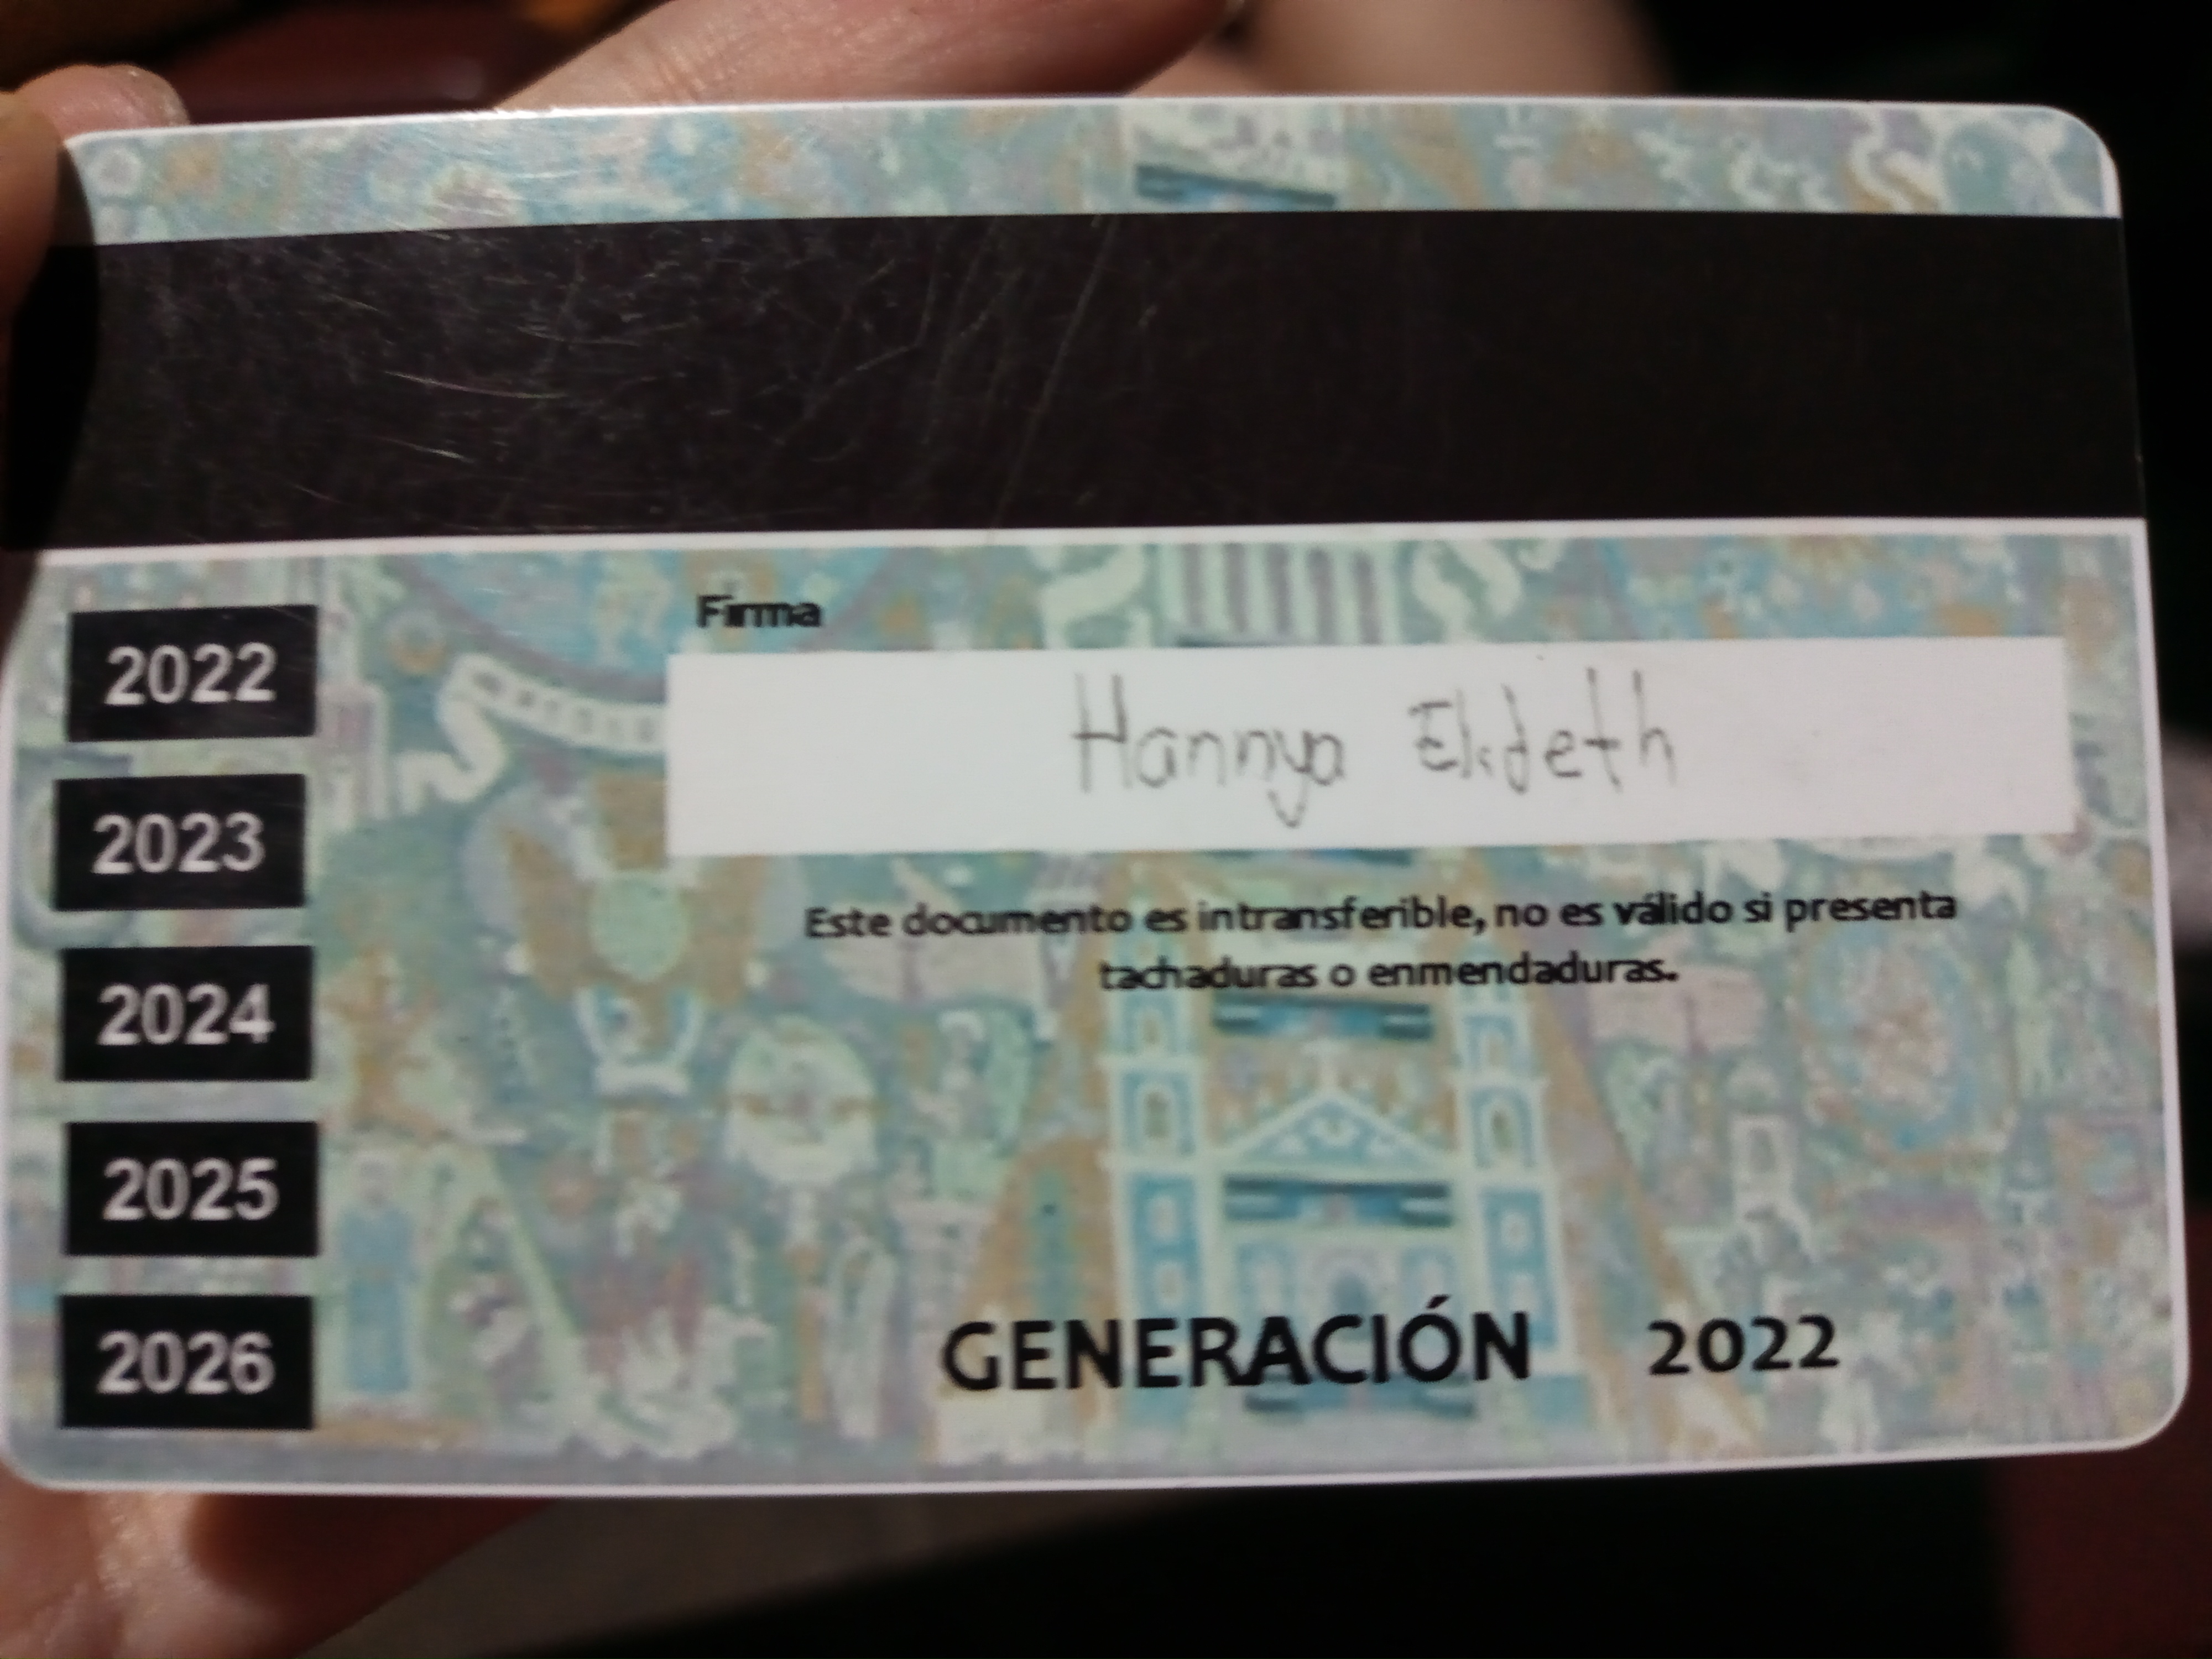 Firma
Hannya Elideth
Este documento es intransferible, no es válido si presenta
tachaduras o enmendaduras.
2022
2023
2024
2025
2026
GENERACIÓN 2022